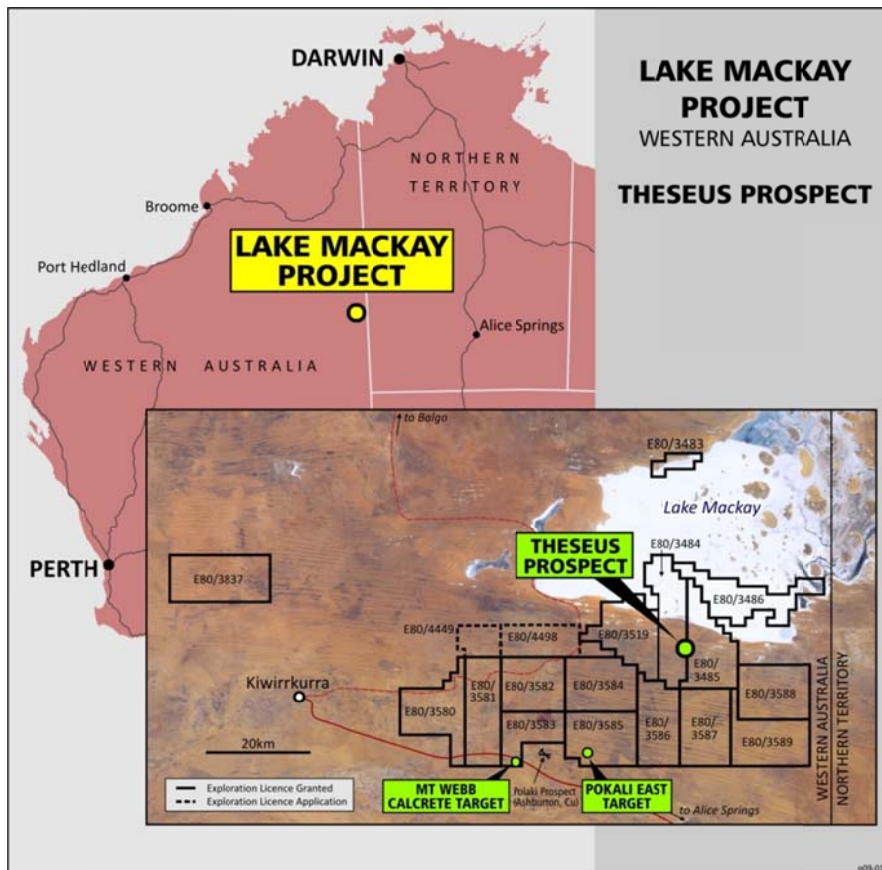 DARWIN
LAKE MACKAY
PROJECT
WESTERN AUSTRALIA
THESEUS PROSPECT
NORTHERN
TERRITORY
Broome
LAKE MACKAY
PROJECT
Port Hedland
Alice Springs
WESTERN AUSTRALIA
PERTH
to Balgo
E80/3483
Lake Mackay
THESEUS
PROSPECT
E80/3484
E80/3837
E80/3486
E80/4449
E80/4498
E80/3519
E80/
3485
Kiwirrkurra
E80/3580
E80/
3581
E80/3582
E80/3584
E80/3588
E80/3583
E80/3585
E80/
3586
E80/
3587
E80/3589
20km
WESTERN AUSTRALIA
NORTHERN TERRITORY
Exploration Licence Granted
Exploration Licence Application
MT WEBB
CALCRETE TARGET
Polaki Prospect
(Ashburton, Cu)
POKALI EAST
TARGET
to Alice Springs